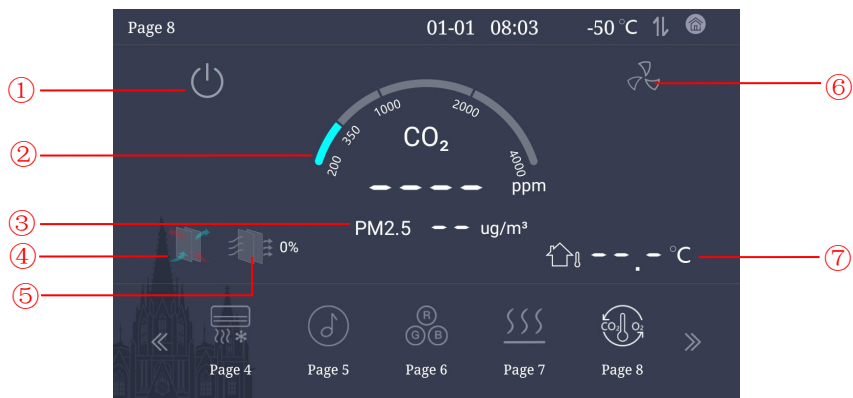 Page 8 01-01 08:03 -50 ℃
① ⑥
200 350 1000 2000 4000
② CO₂
---- ppm
③ PM2.5 -- ug/m³
④ 0% --.- ℃ ⑦
⑤
R
G B
CO₂ O₂
« »
Page 4 Page 5 Page 6 Page 7 Page 8